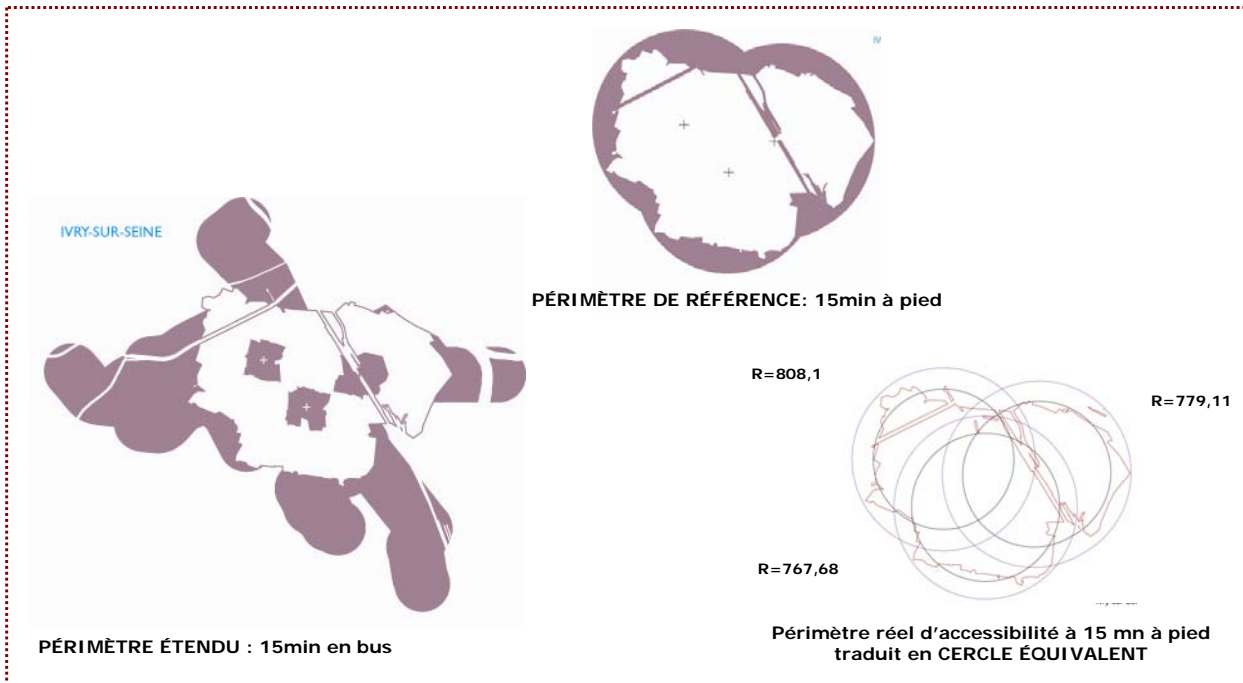 IVRY-SUR-SEINE
PÉRIMÈTRE DE RÉFÉRENCE: 15min à pied
R=808,1
R=779,11
R=767,68
PÉRIMÈTRE ÉTENDU : 15min en bus
Périmètre réel d'accessibilité à 15 mn à pied
traduit en CERCLE ÉQUIVALENT